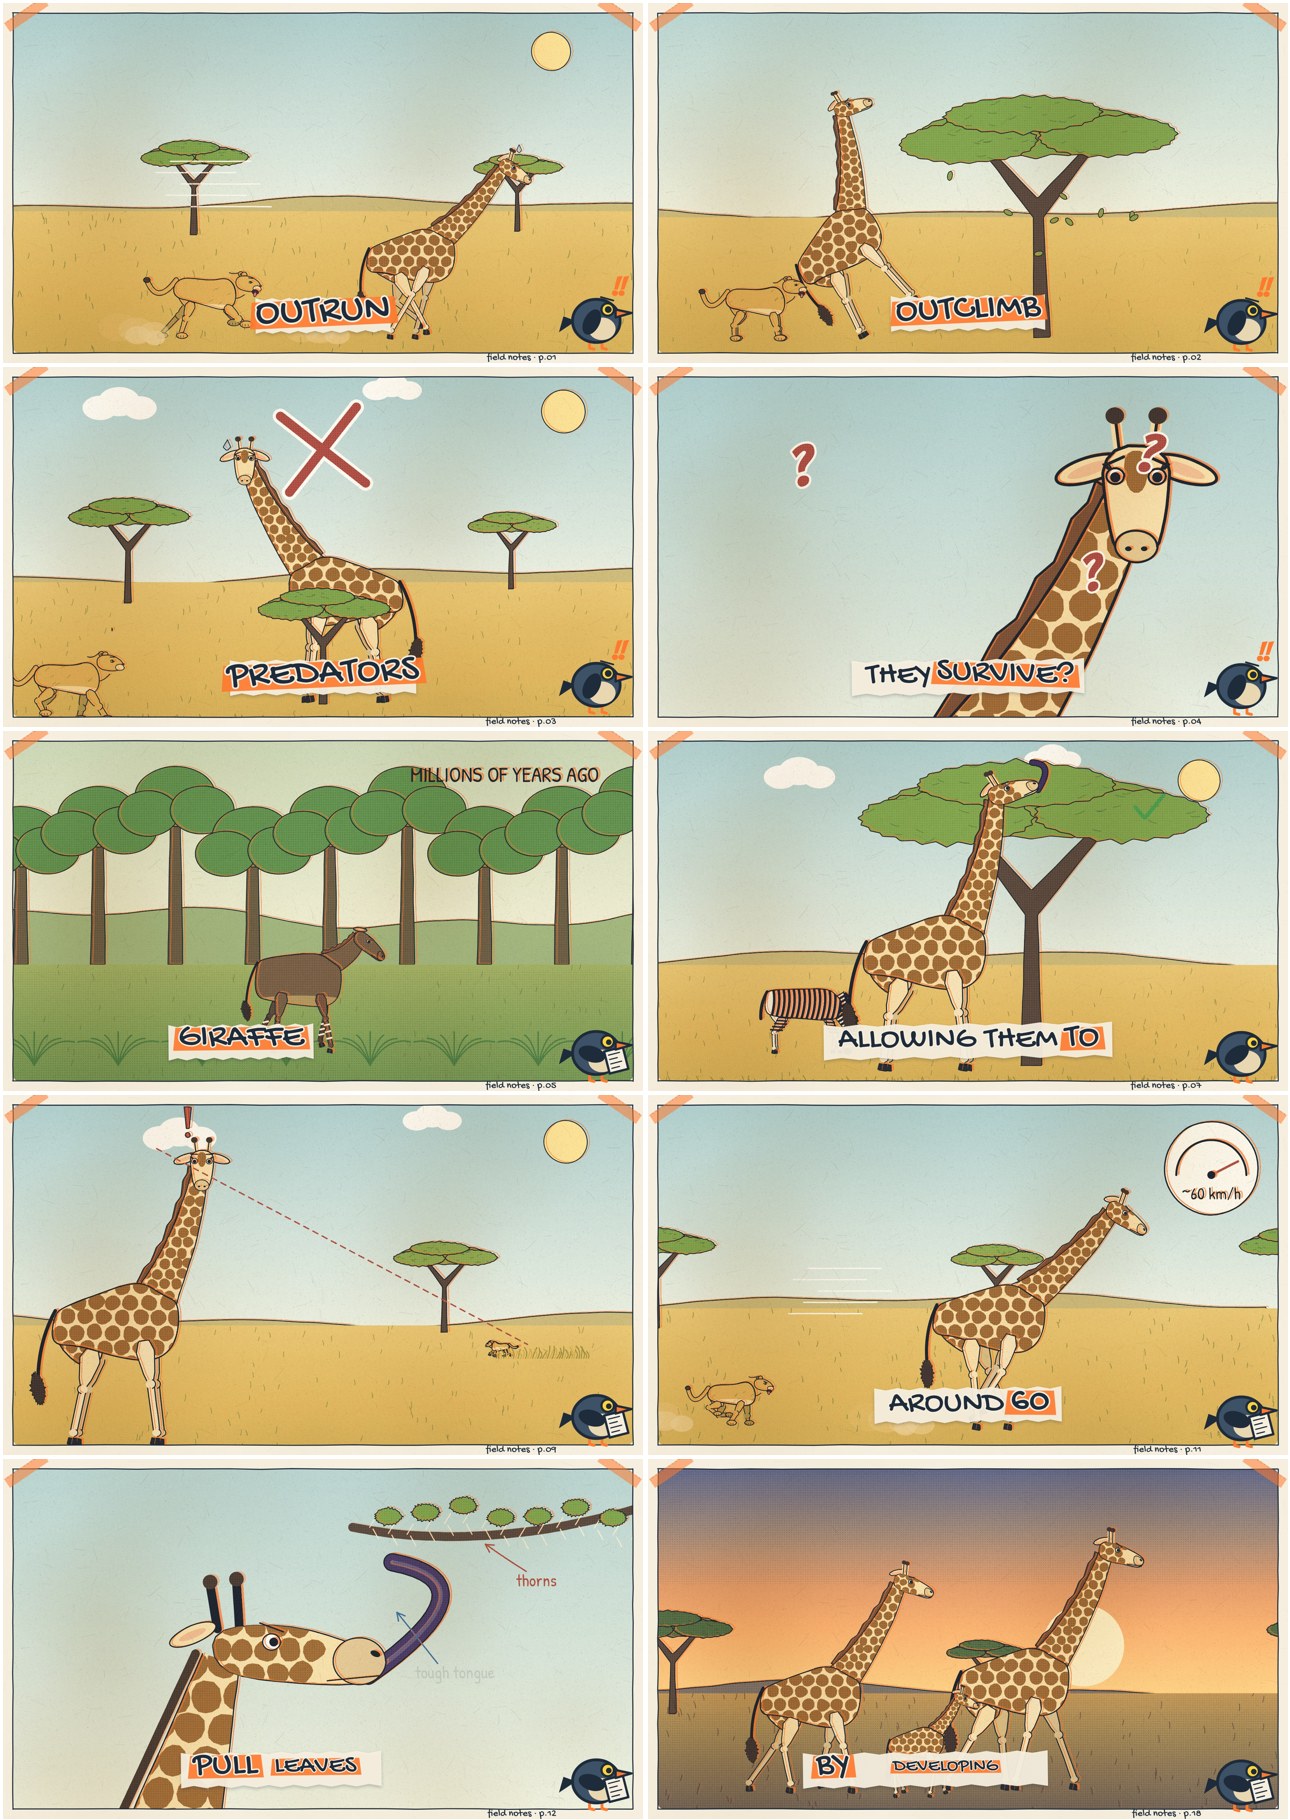 OUTRUN
!!
field notes · p.01
OUTCLIMB
!!
field notes · p.02
PREDATORS
!!
field notes · p.03
?
?
?
THEY SURVIVE?
!!
field notes · p.04
MILLIONS OF YEARS AGO
GIRAFFE
field notes · p.05
ALLOWING THEM TO
field notes · p.07
!
field notes · p.09
~60 km/h
AROUND 60
field notes · p.11
thorns
tough tongue
PULL LEAVES
field notes · p.12
BY DEVELOPING
field notes · p.18